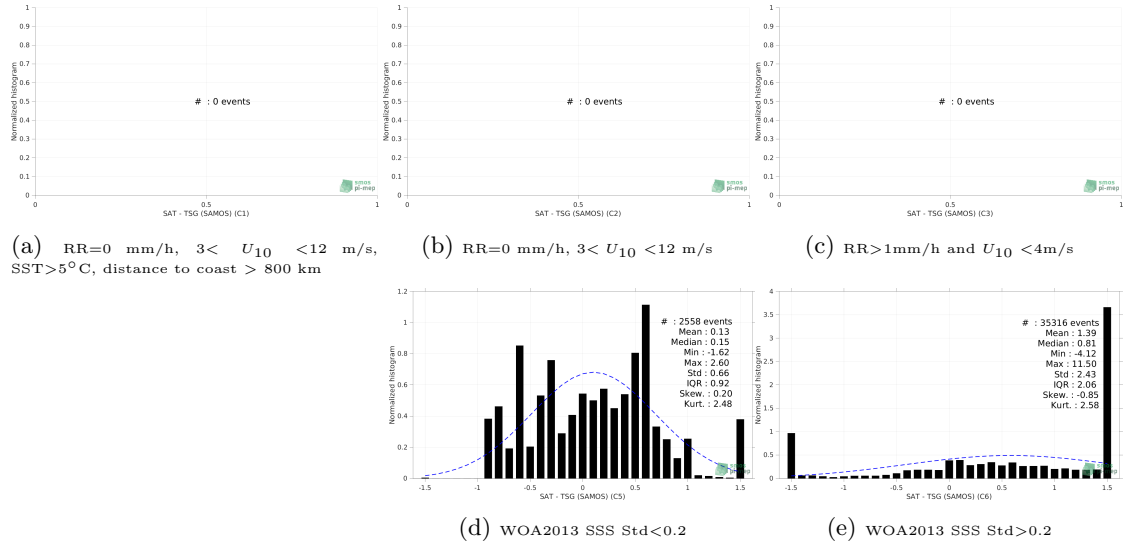 1
0.9
0.8
0.7
0.6
0.5
0.4
0.3
0.2
0.1
0
Normalized histogram
# : 0 events
smos
pi-mep
0 0.5 1
SAT - TSG (SAMOS) (C1)
(a) RR=0 mm/h, 3< U10 <12 m/s,
SST>5°C, distance to coast > 800 km
1
0.9
0.8
0.7
0.6
0.5
0.4
0.3
0.2
0.1
0
Normalized histogram
# : 0 events
smos
pi-mep
0 0.5 1
SAT - TSG (SAMOS) (C2)
(b) RR=0 mm/h, 3< U10 <12 m/s
1
0.9
0.8
0.7
0.6
0.5
0.4
0.3
0.2
0.1
0
Normalized histogram
# : 0 events
smos
pi-mep
0 0.5 1
SAT - TSG (SAMOS) (C3)
(c) RR>1mm/h and U10 <4m/s
1.2
1
0.8
0.6
0.4
0.2
0
Normalized histogram
# : 2558 events
Mean : 0.13
Median : 0.15
Min : -1.62
Max : 2.60
Std : 0.66
IQR : 0.92
Skew. : 0.20
Kurt. : 2.48
smos
pi-mep
-1.5 -1 -0.5 0 0.5 1 1.5
SAT - TSG (SAMOS) (C5)
(d) WOA2013 SSS Std<0.2
4
3.5
3
2.5
2
1.5
1
0.5
0
Normalized histogram
# : 35316 events
Mean : 1.39
Median : 0.81
Min : -4.12
Max : 11.50
Std : 2.43
IQR : 2.06
Skew. : -0.85
Kurt. : 2.58
smos
pi-mep
-1.5 -1 -0.5 0 0.5 1 1.5
SAT - TSG (SAMOS) (C6)
(e) WOA2013 SSS Std>0.2